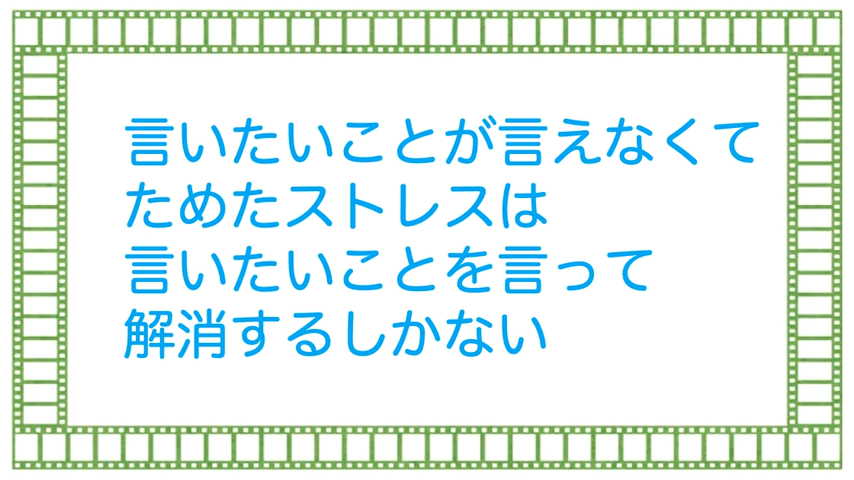 言いたいことが言えなくて
ためたストレスは
言いたいことを言って
解消するしかない